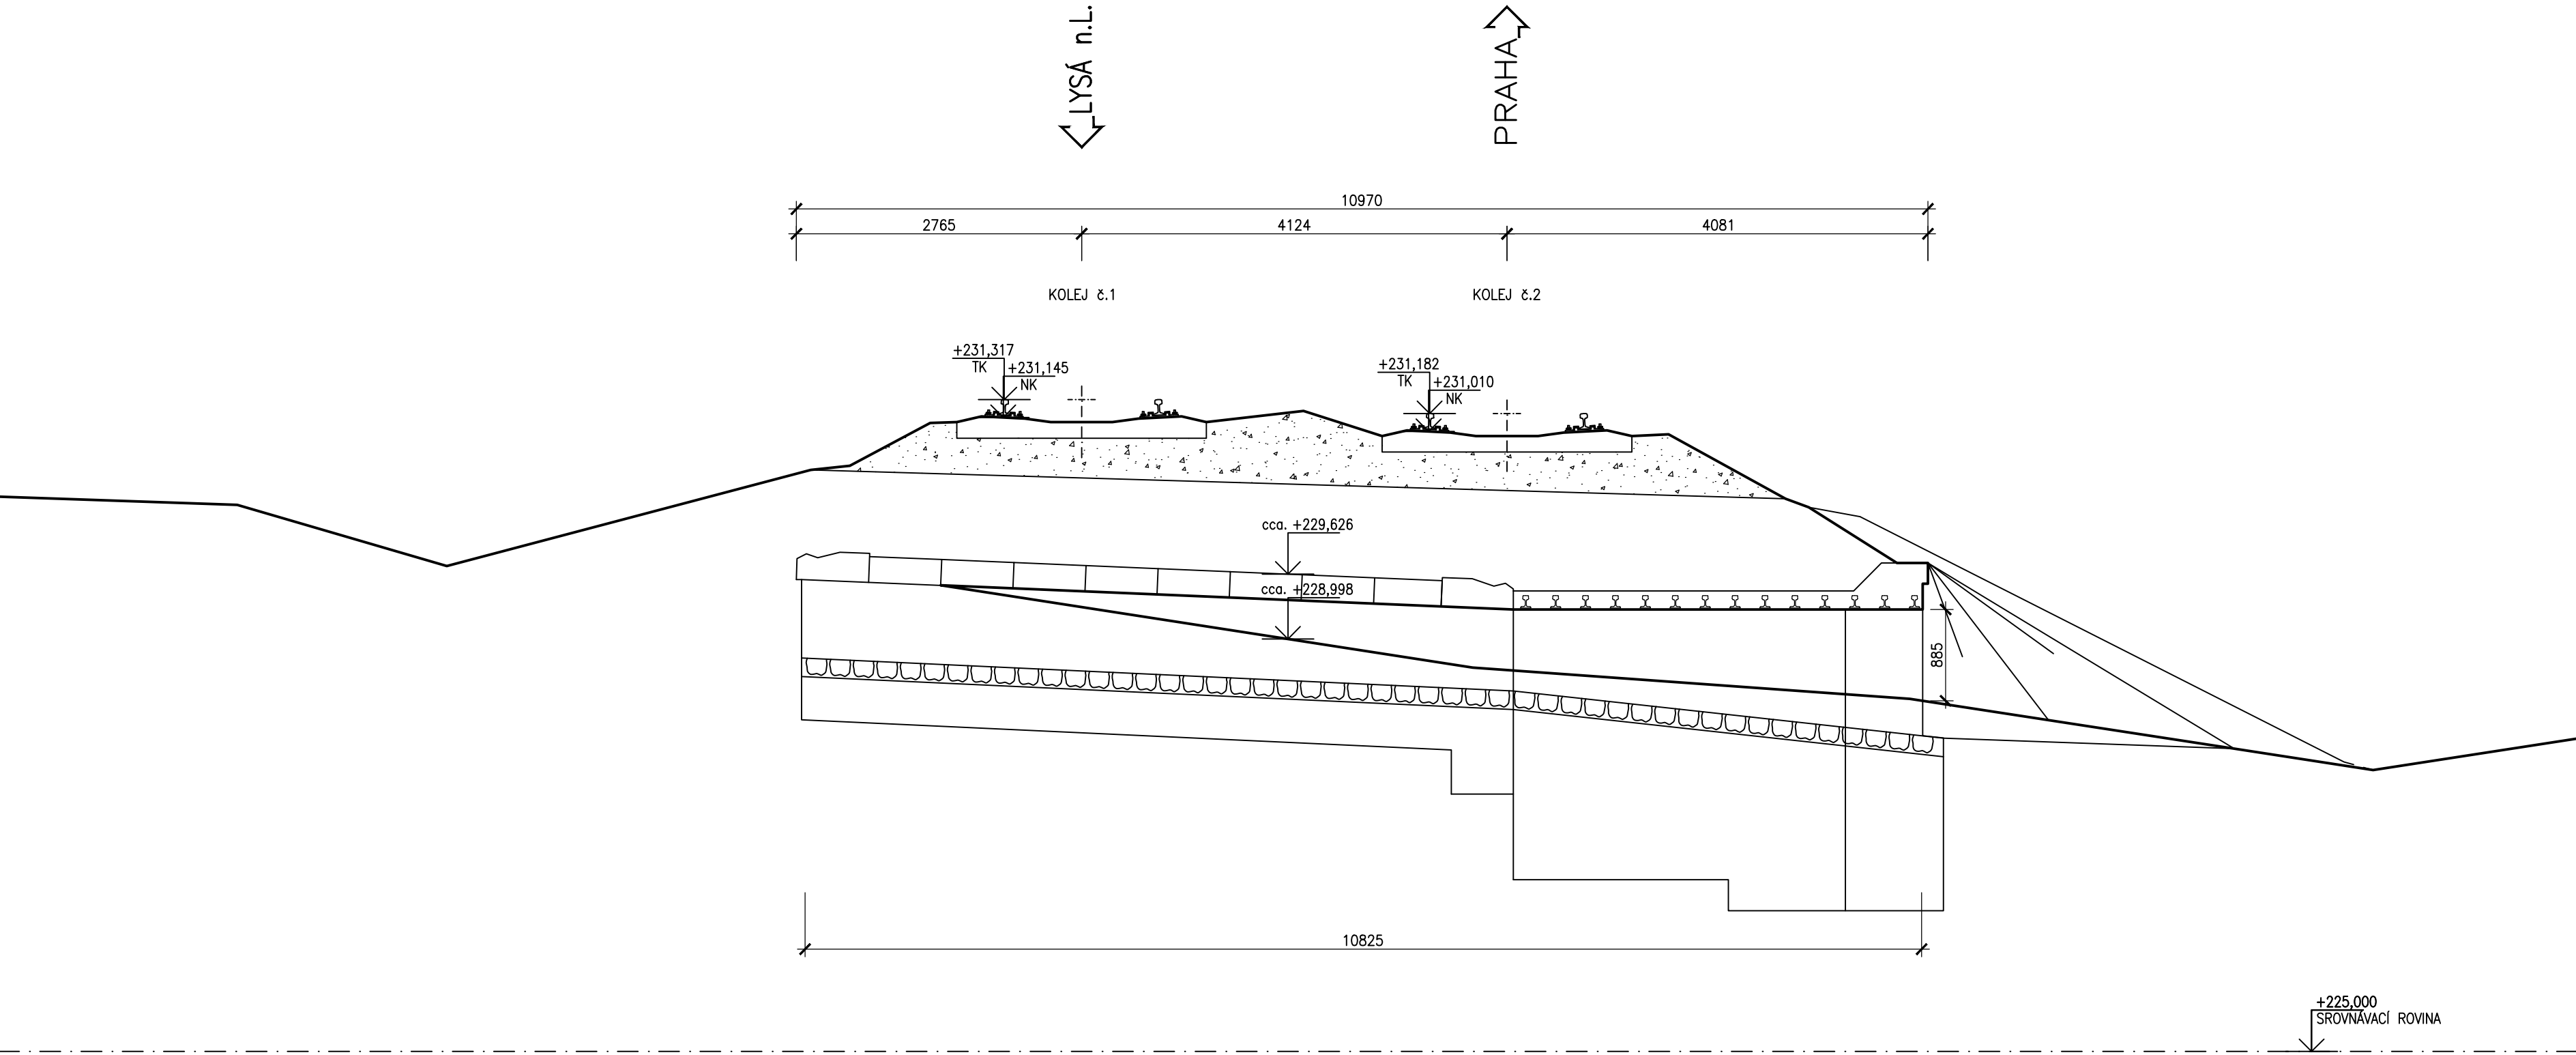 LYSÁ n.L.
PRAHA
10970
2765
4124
4081
KOLEJ č.1
KOLEJ č.2
+231,317
TK
+231,145
NK
+231,182
TK
+231,010
NK
cca. +229,626
cca. +228,998
885
10825
+225,000
SROVNÁVACÍ ROVINA